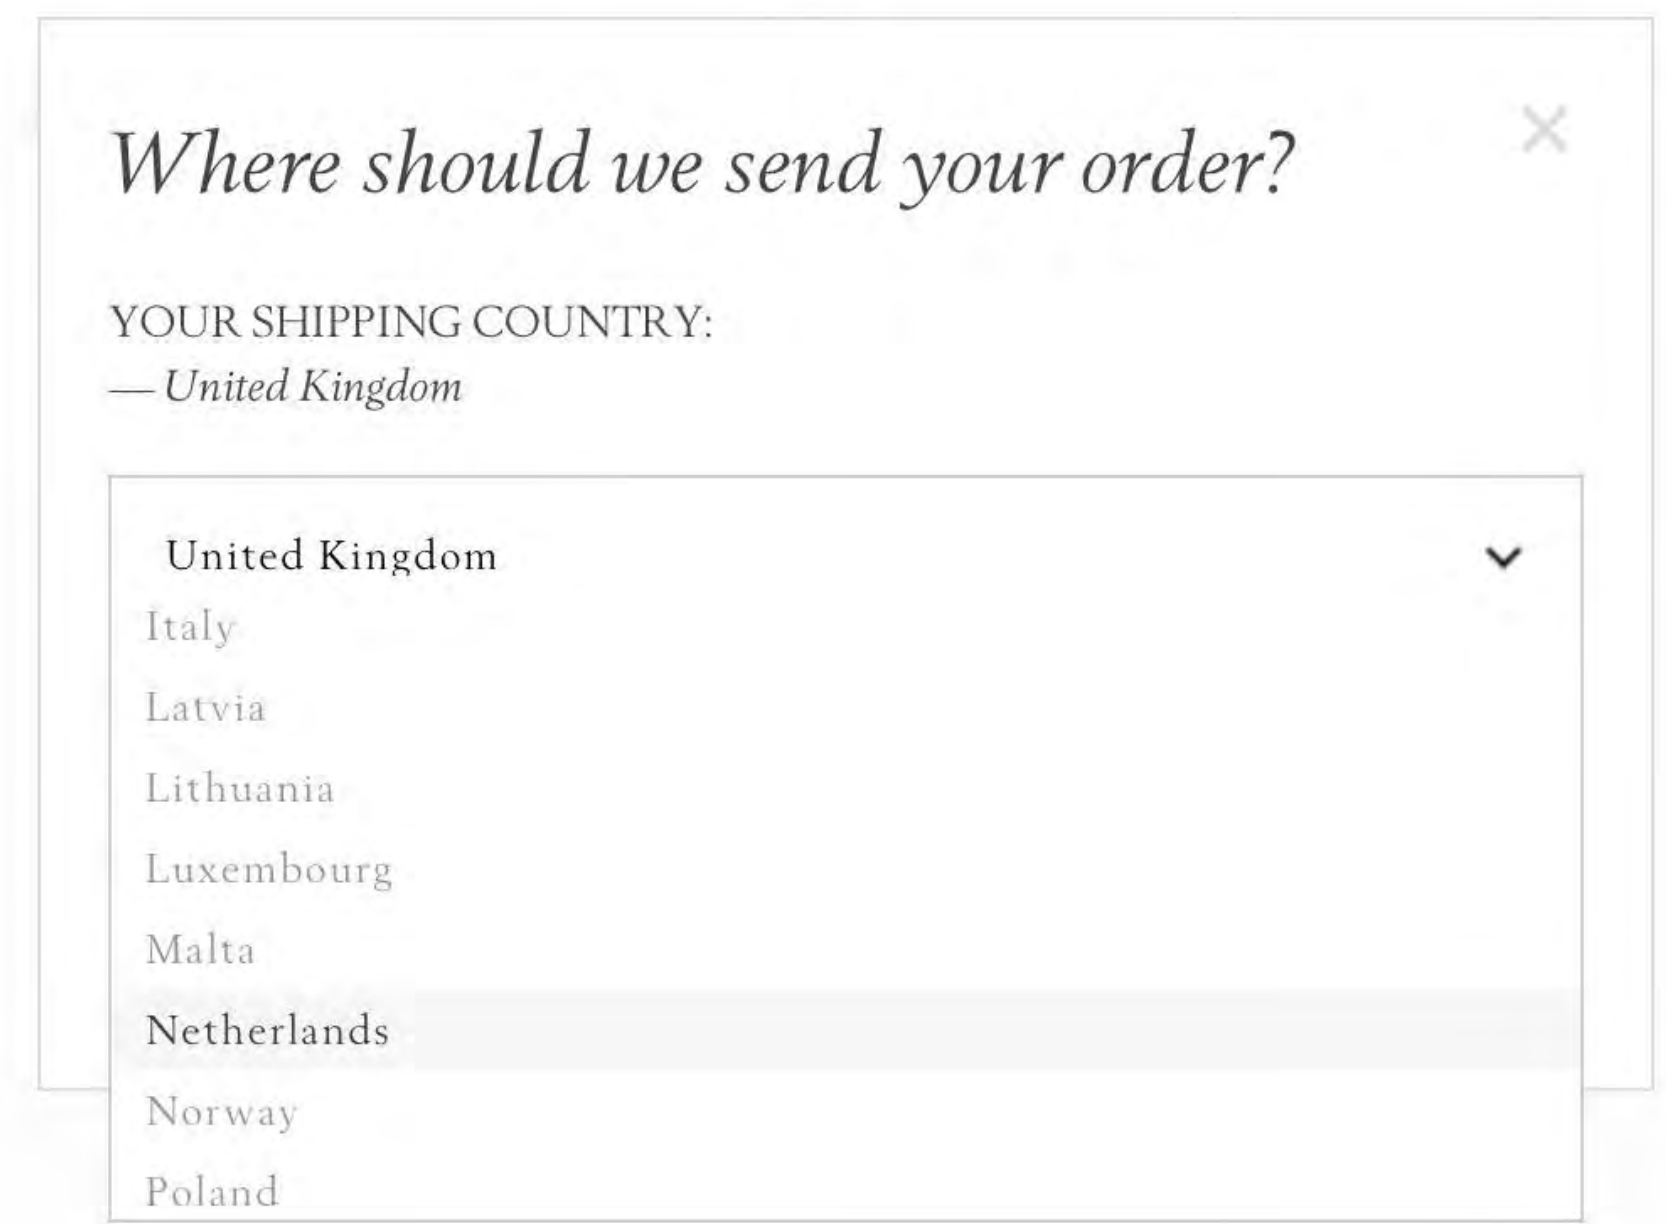 Where should we send your order?
YOUR SHIPPING COUNTRY:
— United Kingdom
United Kingdom
Italy
Latvia
Lithuania
Luxembourg
Malta
Netherlands
Norway
Poland